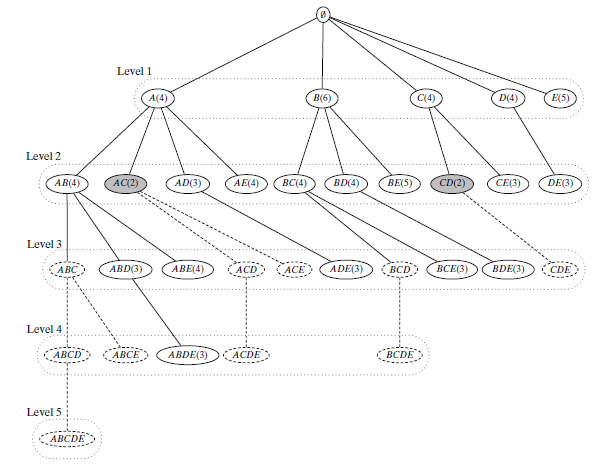 ∅
Level 1
A(4) B(6) C(4) D(4) E(5)
Level 2
AB(4) AC(2) AD(3) AE(4) BC(4) BD(4) BE(5) CD(2) CE(3) DE(3)
Level 3
ABC ABD(3) ABE(4) ACD ACE ADE(3) BCD BCE(3) BDE(3) CDE
Level 4
ABCD ABCE ABDE(3) ACDE BCDE
Level 5
ABCDE